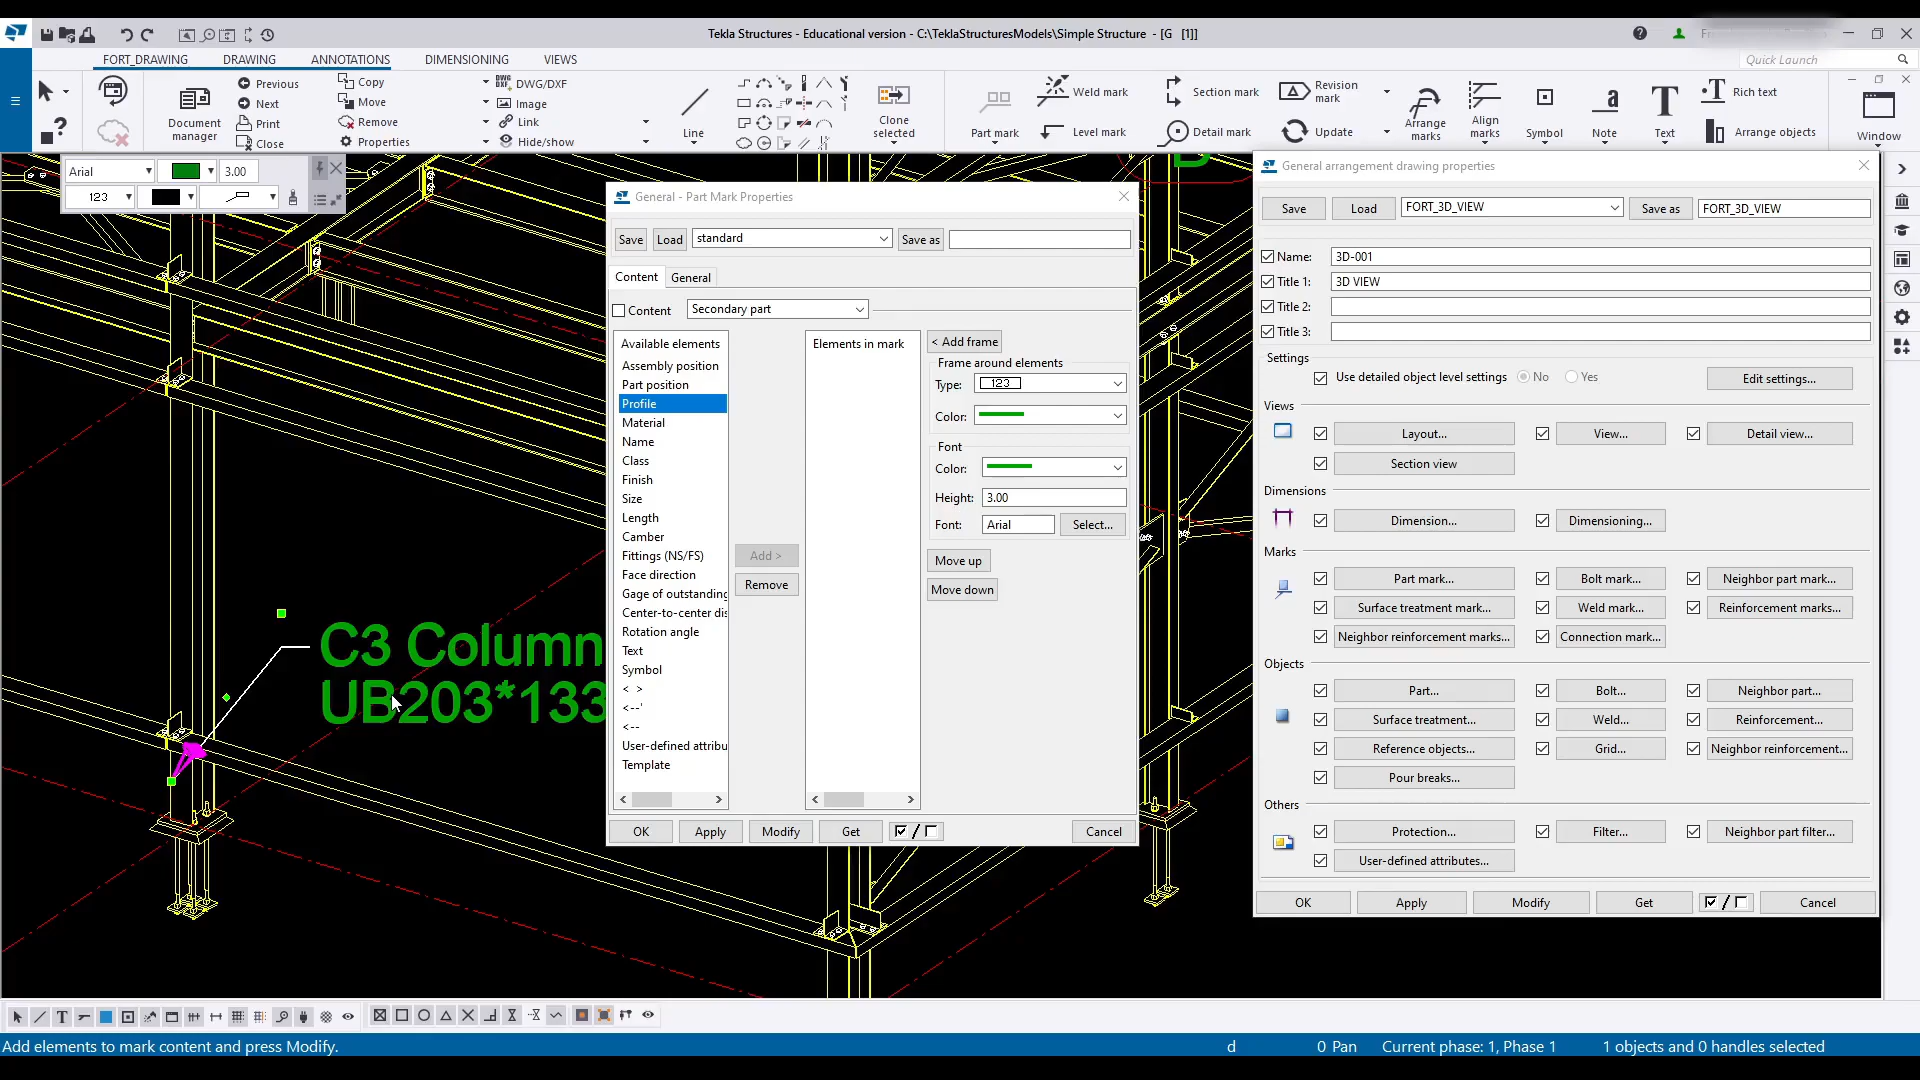 Tekla Structures - Educational version - C:\TeklaStructuresModels\Simple Structure - [G [1]]
FORT_DRAWING DRAWING ANNOTATIONS DIMENSIONING VIEWS
Quick Launch
Document manager
Previous
Next
Print
Close
Copy
Move
Remove
Properties
DWG/DXF
Image
Link
Hide/show
Line
Clone selected
Part mark
Weld mark
Level mark
Section mark
Detail mark
Revision mark
Update
Arrange marks
Align marks
Symbol
Note
Text
Rich text
Arrange objects
Window
Arial
3.00
123
C3 Column
UB203*133
General - Part Mark Properties
Save
Load
standard
Save as
Content
General
Content
Secondary part
Available elements
Assembly position
Part position
Profile
Material
Name
Class
Finish
Size
Length
Camber
Fittings (NS/FS)
Face direction
Gage of outstanding
Center-to-center dis
Rotation angle
Text
Symbol
< >
<--'
<--
User-defined attribu
Template
Add >
Remove
Elements in mark
< Add frame
Frame around elements
Type: 123
Color:
Font
Color:
Height: 3.00
Font: Arial Select...
Move up
Move down
OK
Apply
Modify
Get
/
Cancel
General arrangement drawing properties
Save
Load
FORT_3D_VIEW
Save as
FORT_3D_VIEW
Name: 3D-001
Title 1: 3D VIEW
Title 2:
Title 3:
Settings
Use detailed object level settings No Yes Edit settings...
Views
Layout... View... Detail view...
Section view
Dimensions
Dimension... Dimensioning...
Marks
Part mark... Bolt mark... Neighbor part mark...
Surface treatment mark... Weld mark... Reinforcement marks...
Neighbor reinforcement marks... Connection mark...
Objects
Part... Bolt... Neighbor part...
Surface treatment... Weld... Reinforcement...
Reference objects... Grid... Neighbor reinforcement...
Pour breaks...
Others
Protection... Filter... Neighbor part filter...
User-defined attributes...
OK
Apply
Modify
Get
/
Cancel
Add elements to mark content and press Modify.
d
0 Pan
Current phase: 1, Phase 1
1 objects and 0 handles selected